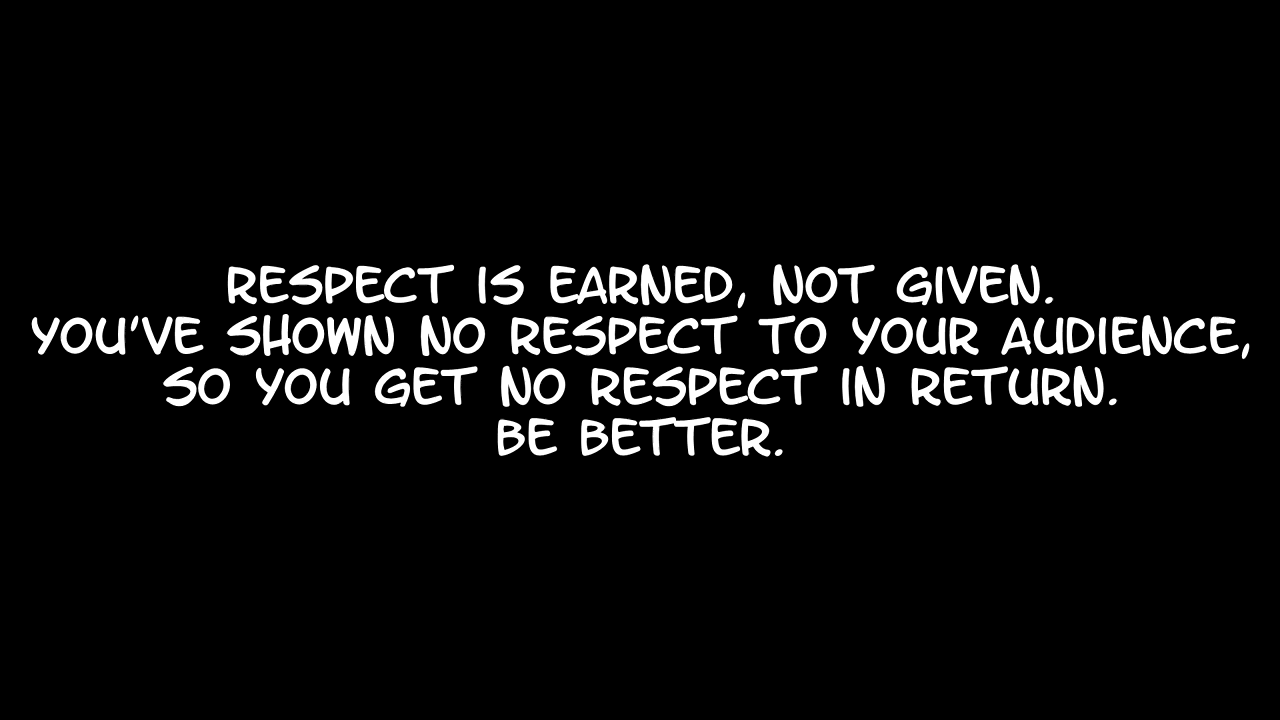 RESPECT IS EARNED, NOT GIVEN.
YOU'VE SHOWN NO RESPECT TO YOUR AUDIENCE,
SO YOU GET NO RESPECT IN RETURN.
BE BETTER.